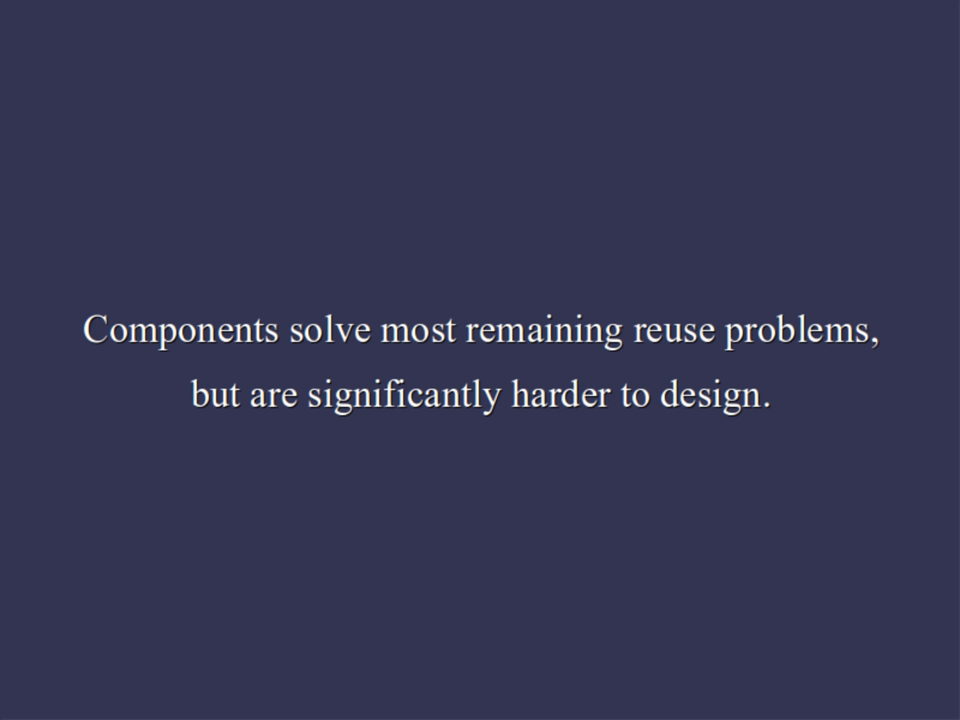 Components solve most remaining reuse problems,
but are significantly harder to design.